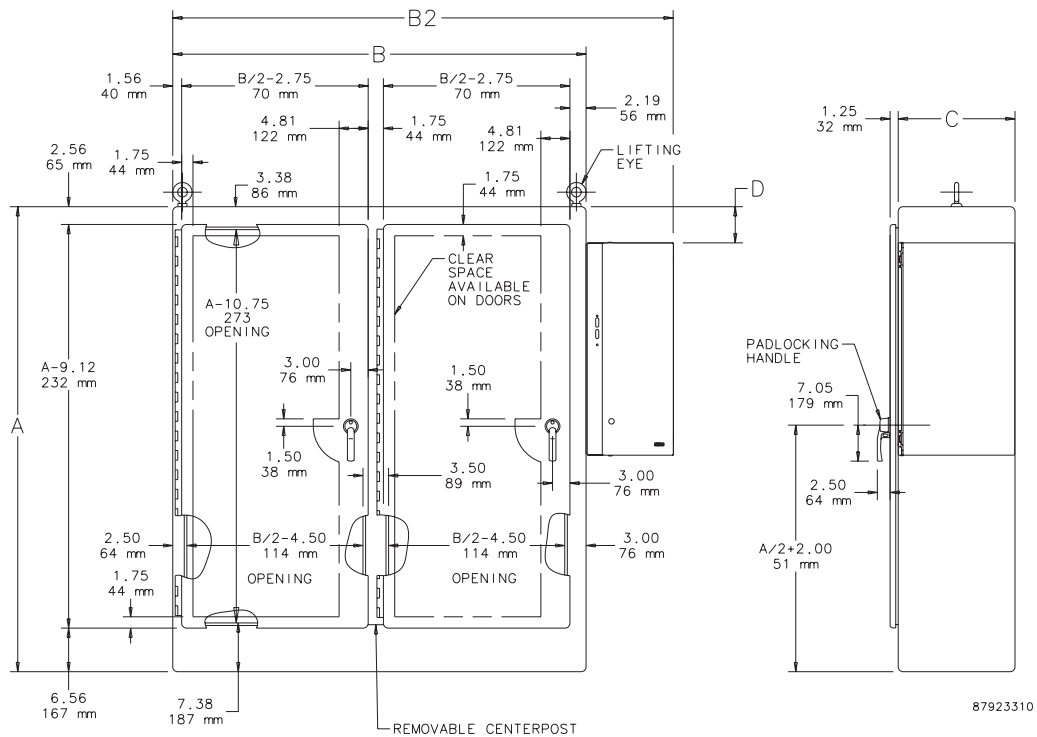 B2
B
1.56
40 mm
B/2-2.75
70 mm
B/2-2.75
70 mm
2.19
56 mm
1.25
32 mm
C
4.81
122 mm
1.75
44 mm
4.81
122 mm
2.56
65 mm
1.75
44 mm
3.38
86 mm
1.75
44 mm
LIFTING
EYE
D
CLEAR
SPACE
AVAILABLE
ON DOORS
A-10.75
273
OPENING
A-9.12
232 mm
3.00
76 mm
1.50
38 mm
PADLOCKING
HANDLE
7.05
179 mm
A
1.50
38 mm
3.50
89 mm
3.00
76 mm
2.50
64 mm
2.50
64 mm
B/2-4.50
114 mm
OPENING
B/2-4.50
114 mm
OPENING
3.00
76 mm
A/2+2.00
51 mm
1.75
44 mm
6.56
167 mm
7.38
187 mm
REMOVABLE CENTERPOST
87923310